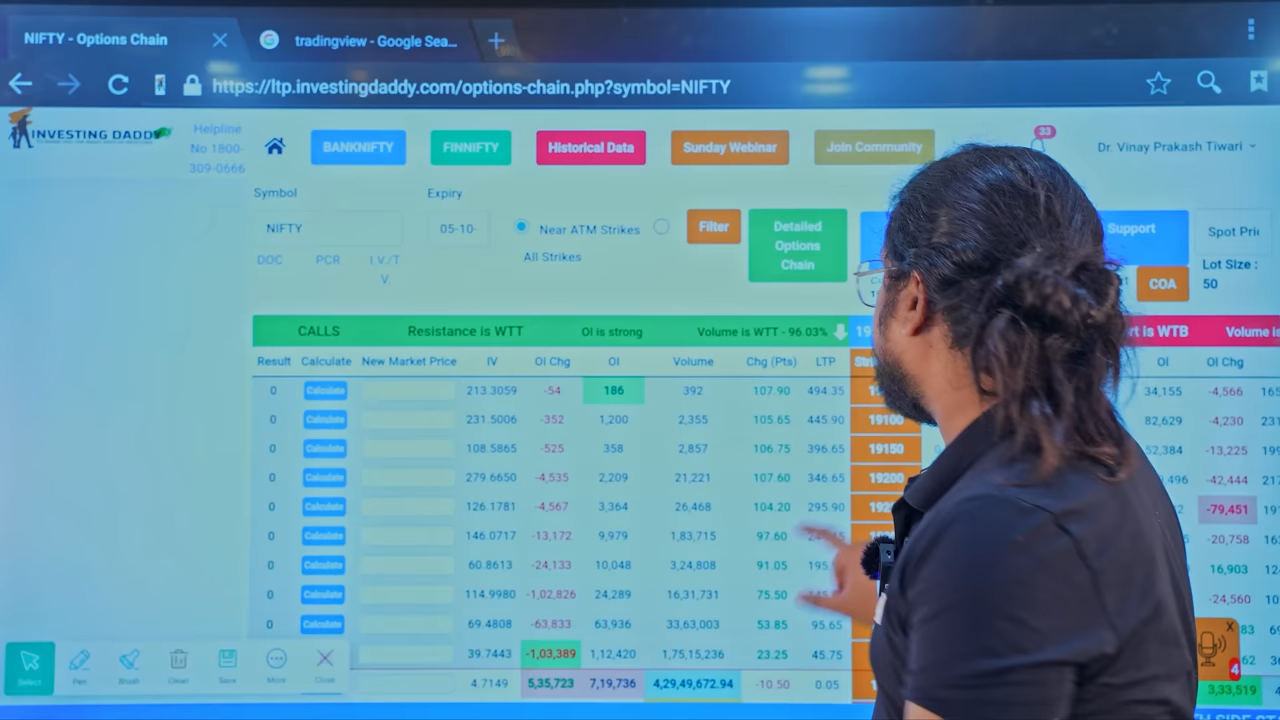 NIFTY - Options Chain
tradingview - Google Sea...
https://ltp.investingdaddy.com/options-chain.php?symbol=NIFTY
INVESTING DADDY
Helpline
No 1800-
309-0666
BANKNIFTY
FINNIFTY
Historical Data
Sunday Webinar
Join Community
33
Dr. Vinay Prakash Tiwari
Symbol
Expiry
NIFTY
05-10-
Near ATM Strikes
All Strikes
Filter
Detailed
Options
Chain
Support
Spot Pri
Lot Size :
50
COA
DOC PCR I.V./T
V.
CALLS Resistance is WTT OI is strong Volume is WTT - 96.03% 19 rt is WTB Volume i
Result Calculate New Market Price IV OI Chg OI Volume Chg (Pts) LTP OI OI Chg
0 Calculate 213.3059 -54 186 392 107.90 494.35 34,155 -4,566 165
0 Calculate 231.5006 -352 1,200 2,355 105.65 445.90 19100 82,629 -4,230 231
0 Calculate 108.5865 -525 358 2,857 106.75 396.65 19150 52,384 -13,225 199
0 Calculate 279.6650 -4,535 2,209 21,221 107.60 346.65 19200 ,496 -42,444 217
0 Calculate 126.1781 -4,567 3,364 26,468 104.20 295.90 -79,451 191
0 Calculate 146.0717 -13,172 9,979 1,83,715 97.60 -20,758
0 Calculate 60.8613 -24,133 10,048 3,24,808 91.05 195. 16,903
0 Calculate 114.9980 -1,02,826 24,289 16,31,731 75.50 -24,560
0 Calculate 69.4808 -63,833 63,936 33,63,003 53.85 95.65 83
39.7443 -1,03,389 1,12,420 1,75,15,236 23.25 45.75 62
4.7149 5,35,723 7,19,736 4,29,49,672.94 -10.50 0.05 3,33,519
Select Pen Brush Clear Save More Close
X
4